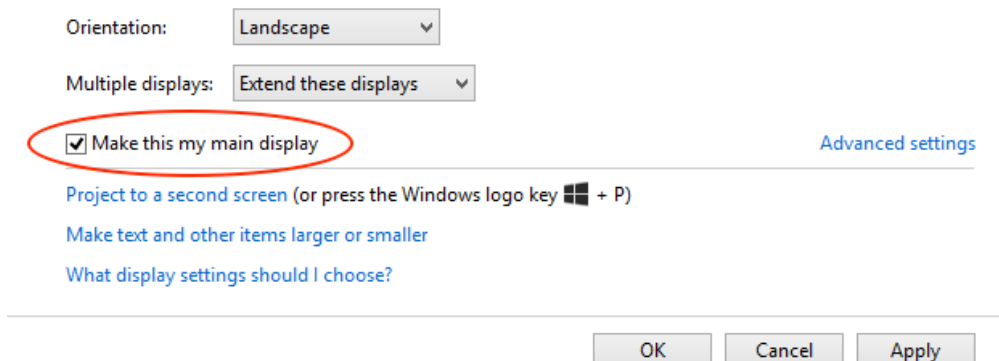 Orientation: Landscape
Multiple displays: Extend these displays
Make this my main display Advanced settings
Project to a second screen (or press the Windows logo key + P)
Make text and other items larger or smaller
What display settings should I choose?
OK Cancel Apply